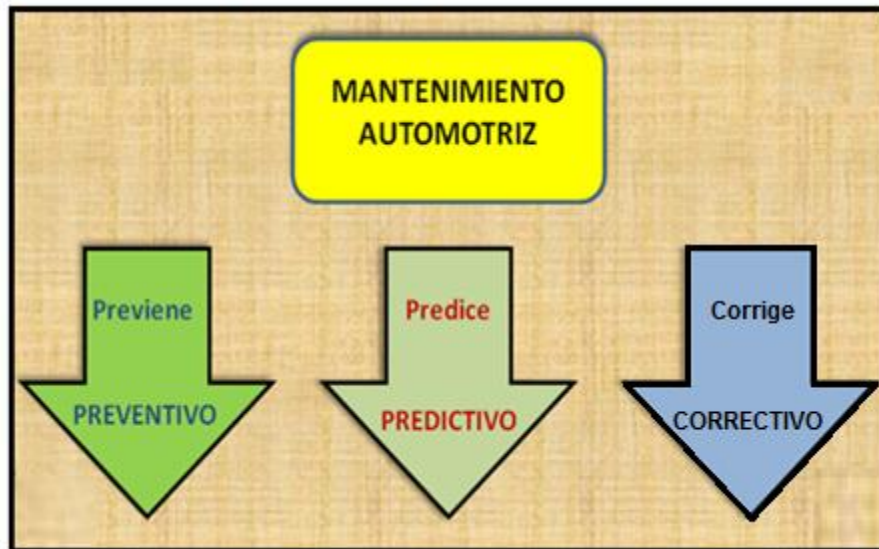 MANTENIMIENTO
AUTOMOTRIZ
Previene
PREVENTIVO
Predice
PREDICTIVO
Corrige
CORRECTIVO